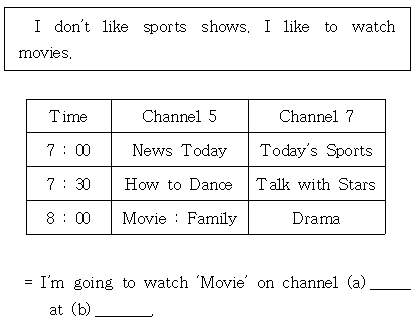 I don't like sports shows. I like to watch
movies.
Time Channel 5 Channel 7
7 : 00 News Today Today's Sports
7 : 30 How to Dance Talk with Stars
8 : 00 Movie : Family Drama
= I'm going to watch 'Movie' on channel (a)_____
at (b)_______.